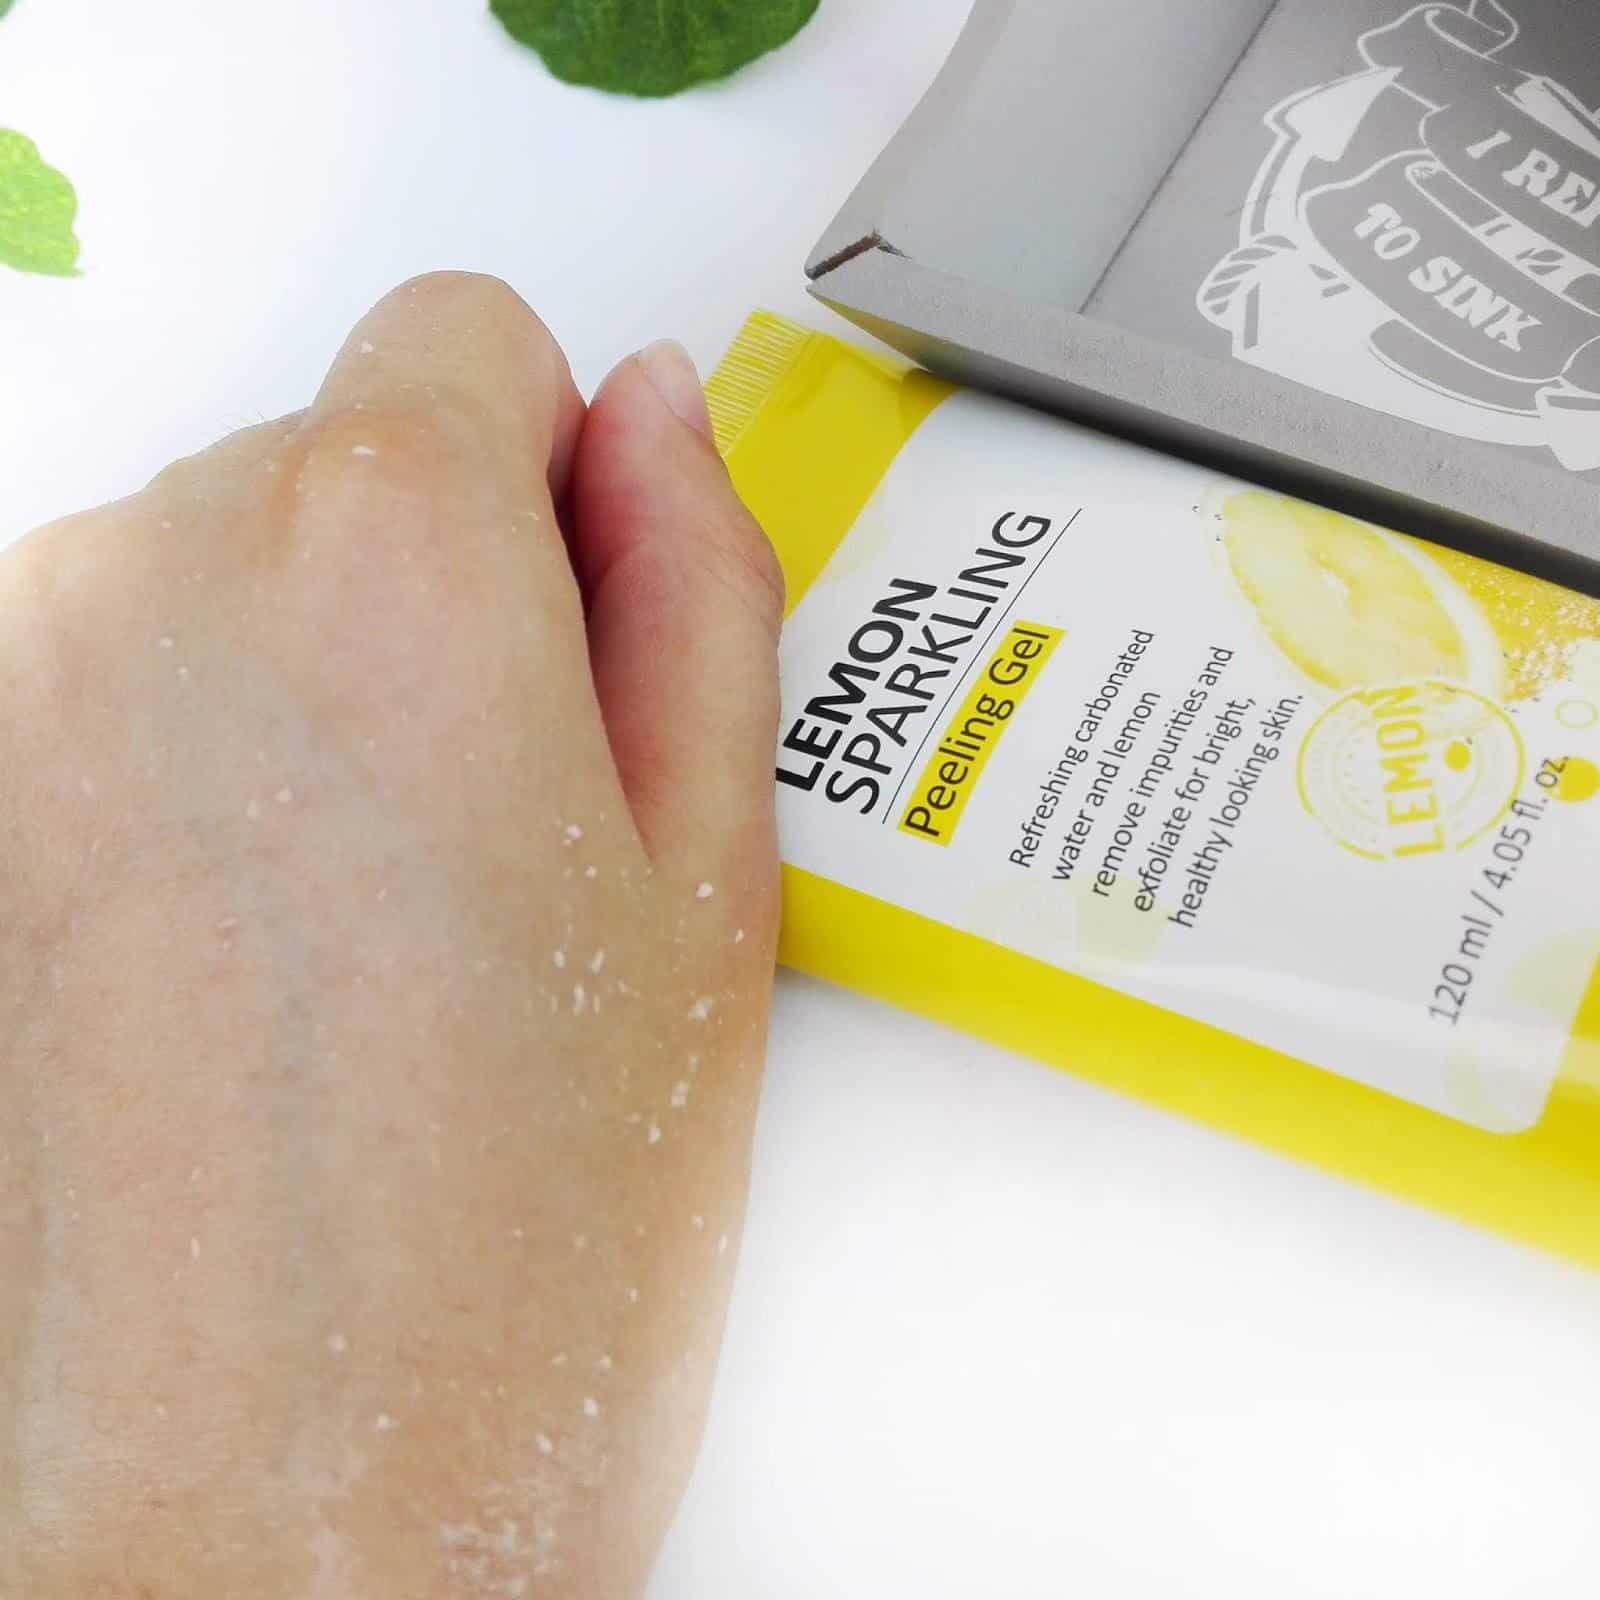 I RE
TO SINK
LEMON
SPARKLING
Peeling Gel
Refreshing carbonated
water and lemon
remove impurities and
exfoliate for bright,
healthy looking skin.
LEMON
120 ml / 4.05 fl. oz.